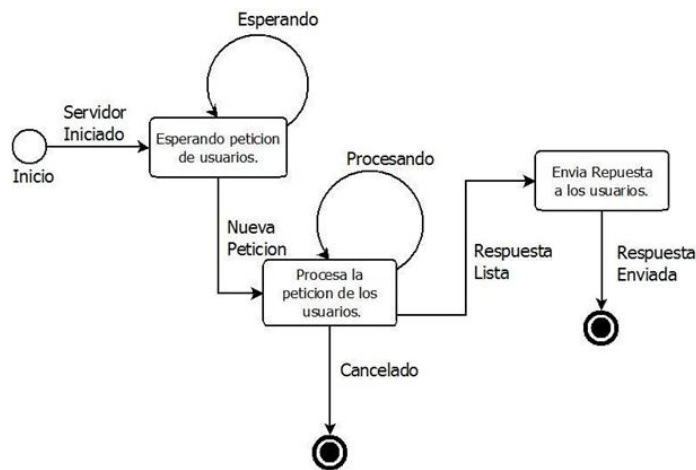 Esperando
Servidor
Iniciado
Esperando peticion
de usuarios.
Inicio
Procesando
Envia Repuesta
a los usuarios.
Nueva
Peticion
Procesa la
peticion de los
usuarios.
Respuesta
Lista
Respuesta
Enviada
Cancelado